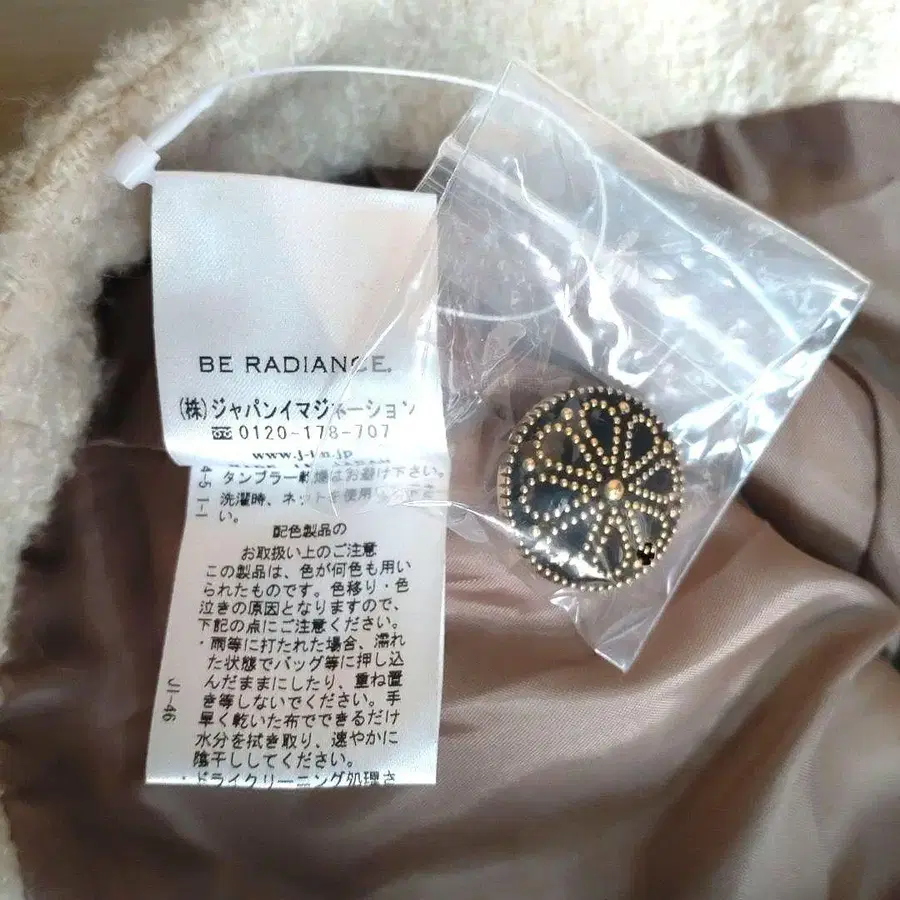 BE RADIANCE.
(株)ジャパンイマジネーション
0120-178-707
www.j-im.jp
タンブラー乾燥はお避け下さい。
洗濯時、ネットを使用して下さい。
4-5 1-1
配色製品の
お取扱い上のご注意
この製品は、色が何色も用い
られたものです。色移り・色
泣きの原因となりますので、
下記の点にご注意ください。
・雨等に打たれた場合、濡れ
た状態でバッグ等に押し込
んだままにしたり、重ね置
き等しないでください。手
早く乾いた布でできるだけ
水分を拭き取り、速やかに
陰干ししてください。
・ドライクリーニング処理さ
JI-46